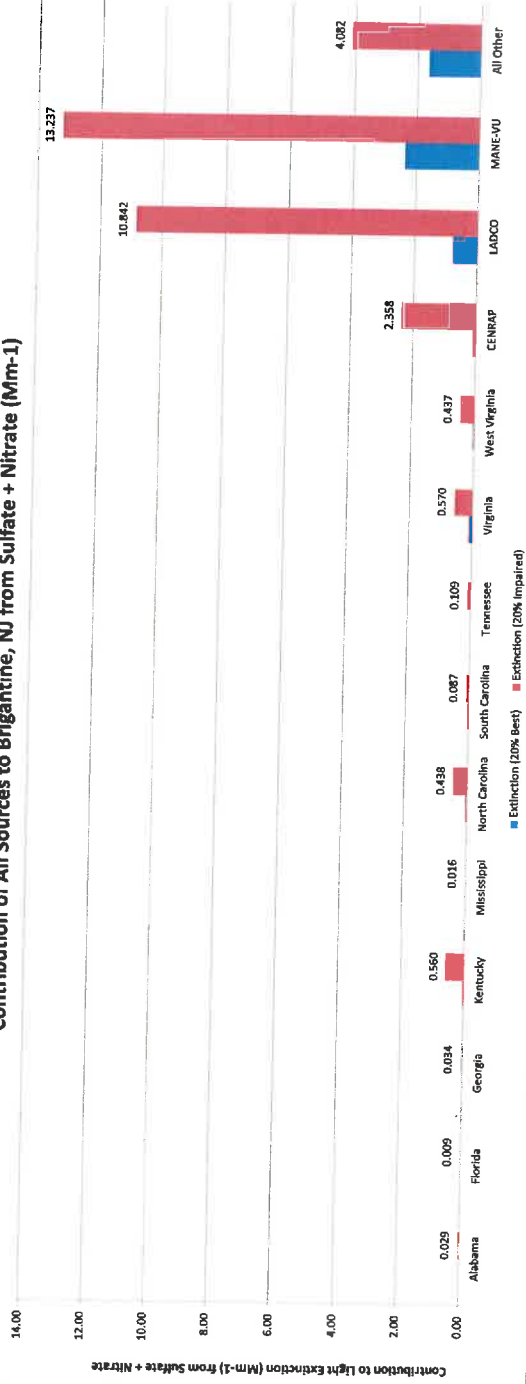 Contribution of All Sources to Brigantine, NJ from Sulfate + Nitrate (Mm-1)
Contribution to Light Extinction (Mm-1) from Sulfate + Nitrate
14.00
12.00
10.00
8.00
6.00
4.00
2.00
0.00
0.029
0.009
0.034
0.560
0.016
0.438
0.087
0.109
0.570
0.437
2.358
10.842
13.237
4.082
Alabama
Florida
Georgia
Kentucky
Mississippi
North Carolina
South Carolina
Tennessee
Virginia
West Virginia
CENRAP
LADCO
MANE-VU
All Other
Extinction (20% Best) Extinction (20% Impaired)